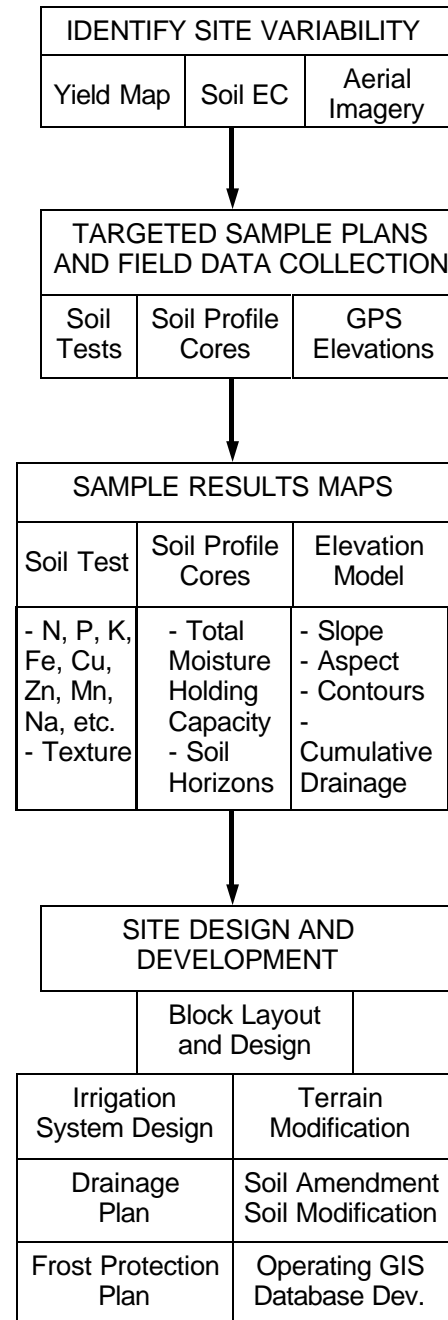 IDENTIFY SITE VARIABILITY
Yield Map
Soil EC
Aerial
Imagery
TARGETED SAMPLE PLANS
AND FIELD DATA COLLECTION
Soil
Tests
Soil Profile
Cores
GPS
Elevations
SAMPLE RESULTS MAPS
Soil Test
Soil Profile
Cores
Elevation
Model
- N, P, K,
Fe, Cu,
Zn, Mn,
Na, etc.
- Texture
- Total
Moisture
Holding
Capacity
- Soil
Horizons
- Slope
- Aspect
- Contours
-
Cumulative
Drainage
SITE DESIGN AND
DEVELOPMENT
Block Layout
and Design
Irrigation
System Design
Terrain
Modification
Drainage
Plan
Soil Amendment
Soil Modification
Frost Protection
Plan
Operating GIS
Database Dev.